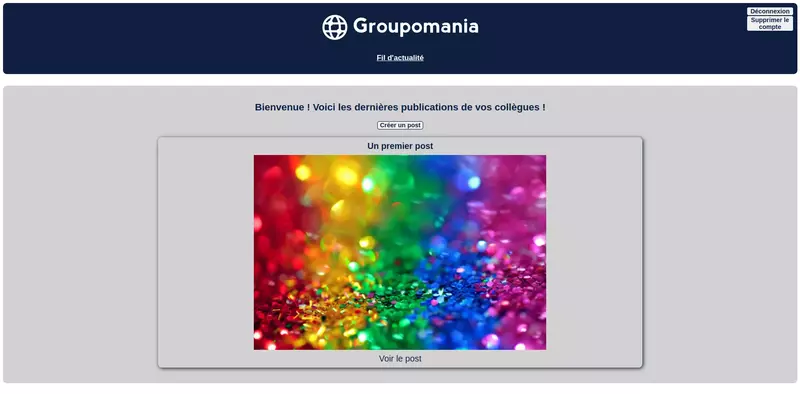 Groupomania
Déconnexion
Supprimer le
compte
Fil d'actualité
Bienvenue ! Voici les dernières publications de vos collègues !
Créer un post
Un premier post
Voir le post